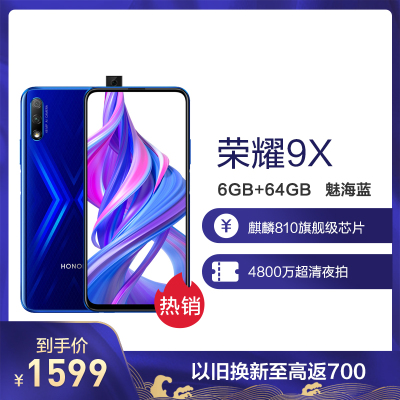 荣耀9X
6GB+64GB 魅海蓝
¥ 麒麟810旗舰级芯片
4800万超清夜拍
HONOR
热销
到手价
¥1599
以旧换新至高返700